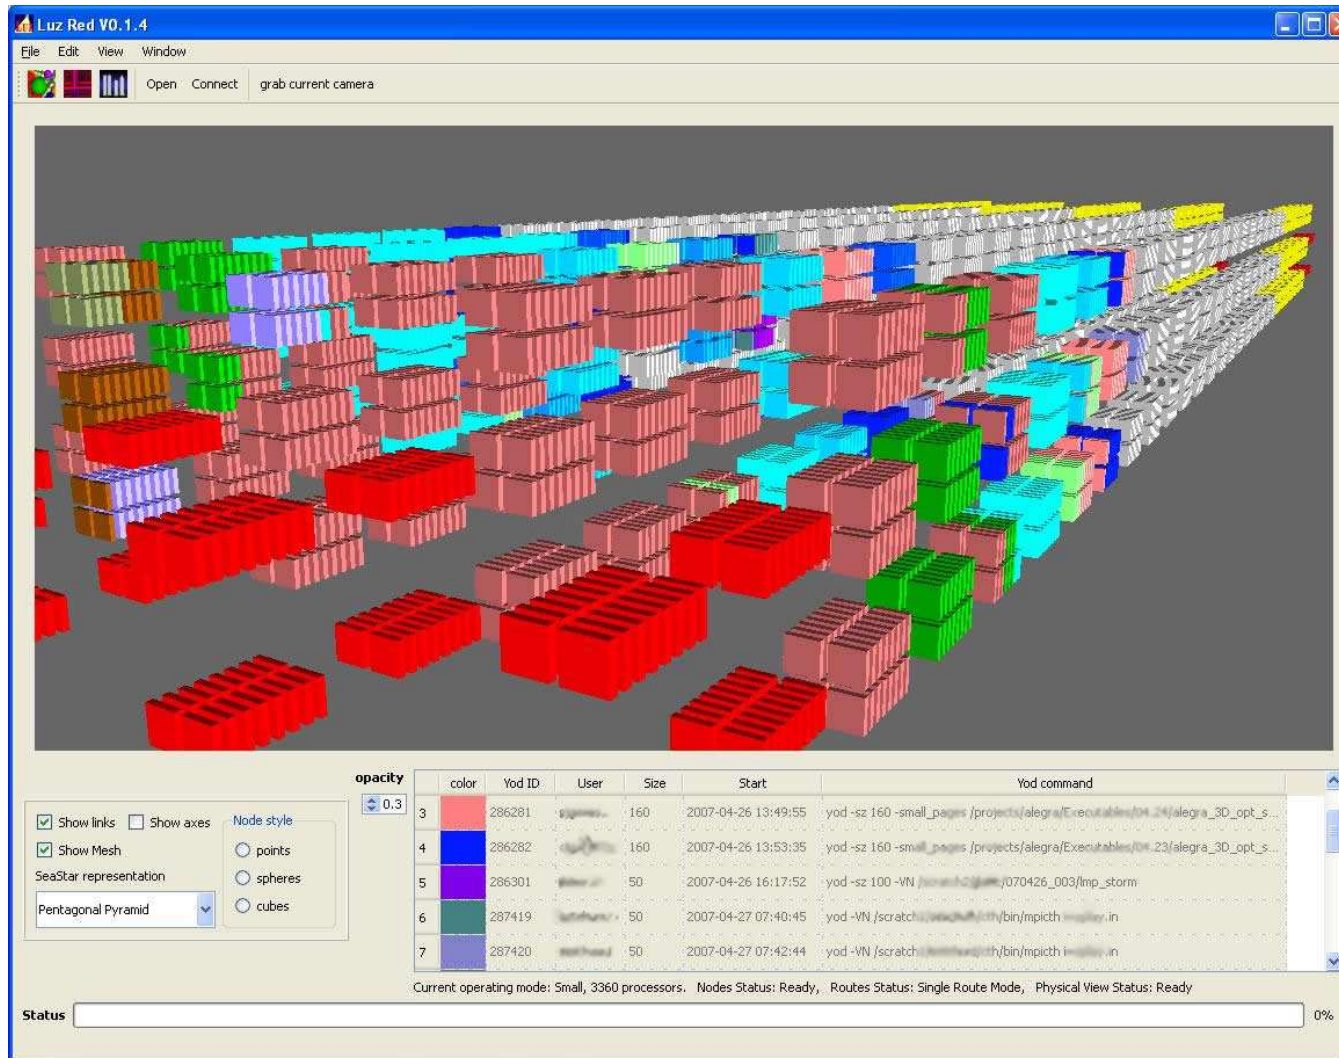 Luz Red V0.1.4
File Edit View Window
Open Connect grab current camera
opacity
0.3
Show links Show axes
Show Mesh
SeaStar representation
Pentagonal Pyramid
Node style
points
spheres
cubes
color Yod ID User Size Start Yod command
3 286281 160 2007-04-26 13:49:55 yod -sz 160 -small_pages /projects/alegra/Executables/04.24/alegra_3D_opt_s...
4 286282 160 2007-04-26 13:53:35 yod -sz 160 -small_pages /projects/alegra/Executables/04.23/alegra_3D_opt_s...
5 286301 50 2007-04-26 16:17:52 yod -sz 100 -VN /070426_003/lmp_storm
6 287419 50 2007-04-27 07:40:45 yod -VN /scratch /cth/bin/mpicth .in
7 287420 50 2007-04-27 07:42:44 yod -VN /scratch cth/bin/mpicth .in
Current operating mode: Small, 3360 processors. Nodes Status: Ready, Routes Status: Single Route Mode, Physical View Status: Ready
Status 0%